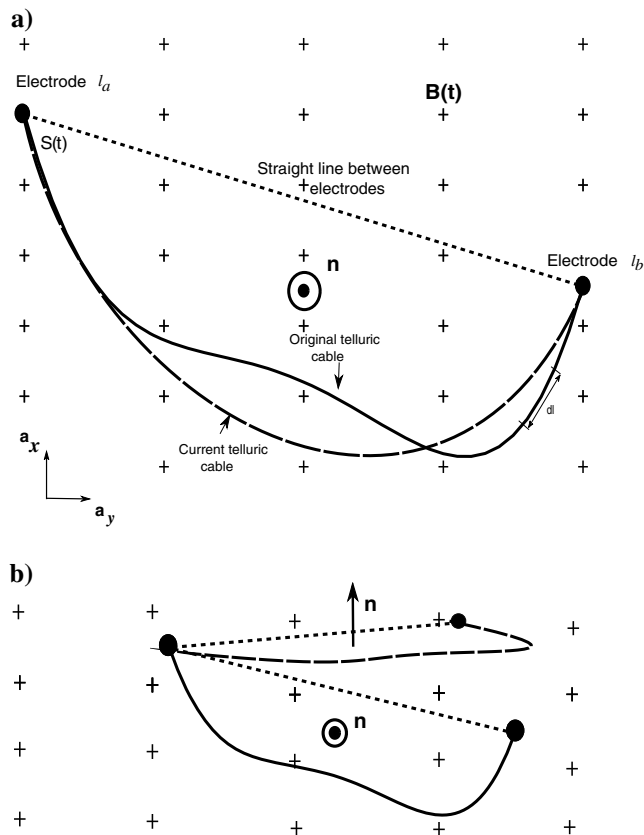 a)
Electrode l_a
B(t)
S(t)
Straight line between
electrodes
Electrode l_b
n
Original telluric
cable
dl
Current telluric
cable
a_x
a_y
b)
n
n